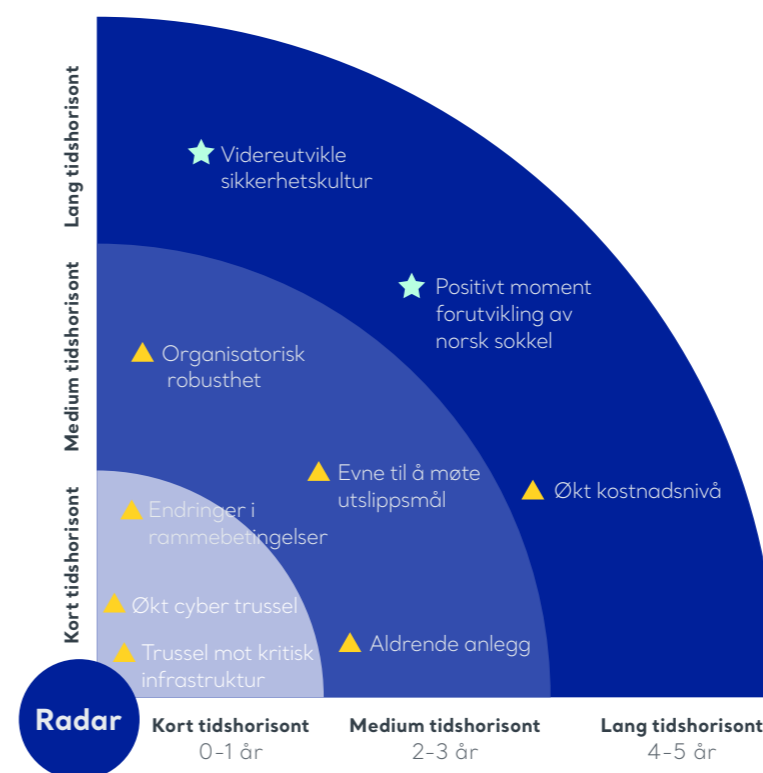 Lang tidshorisont
Medium tidshorisont
Kort tidshorisont
Videreutvikle
sikkerhetskultur
Positivt moment
forutvikling av
norsk sokkel
Organisatorisk
robusthet
Evne til å møte
utslippsmål
Økt kostnadsnivå
Endringer i
rammebetingelser
Økt cyber trussel
Trussel mot kritisk
infrastruktur
Aldrende anlegg
Radar
Kort tidshorisont
0-1 år
Medium tidshorisont
2-3 år
Lang tidshorisont
4-5 år